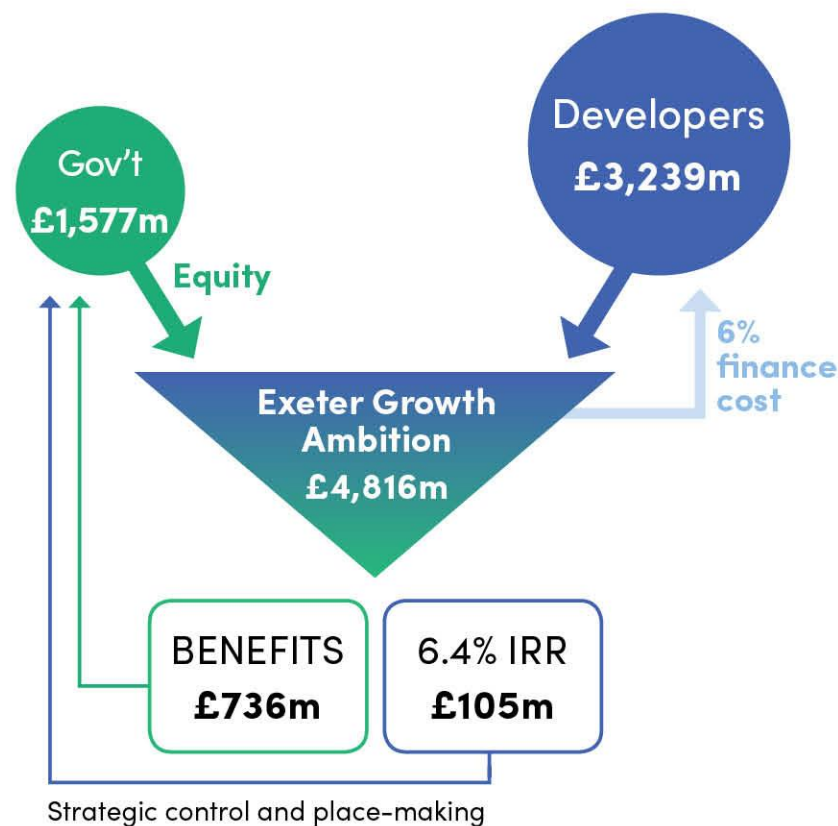 Gov't
£1,577m
Developers
£3,239m
Equity
6%
finance
cost
Exeter Growth
Ambition
£4,816m
BENEFITS
£736m
6.4% IRR
£105m
Strategic control and place-making